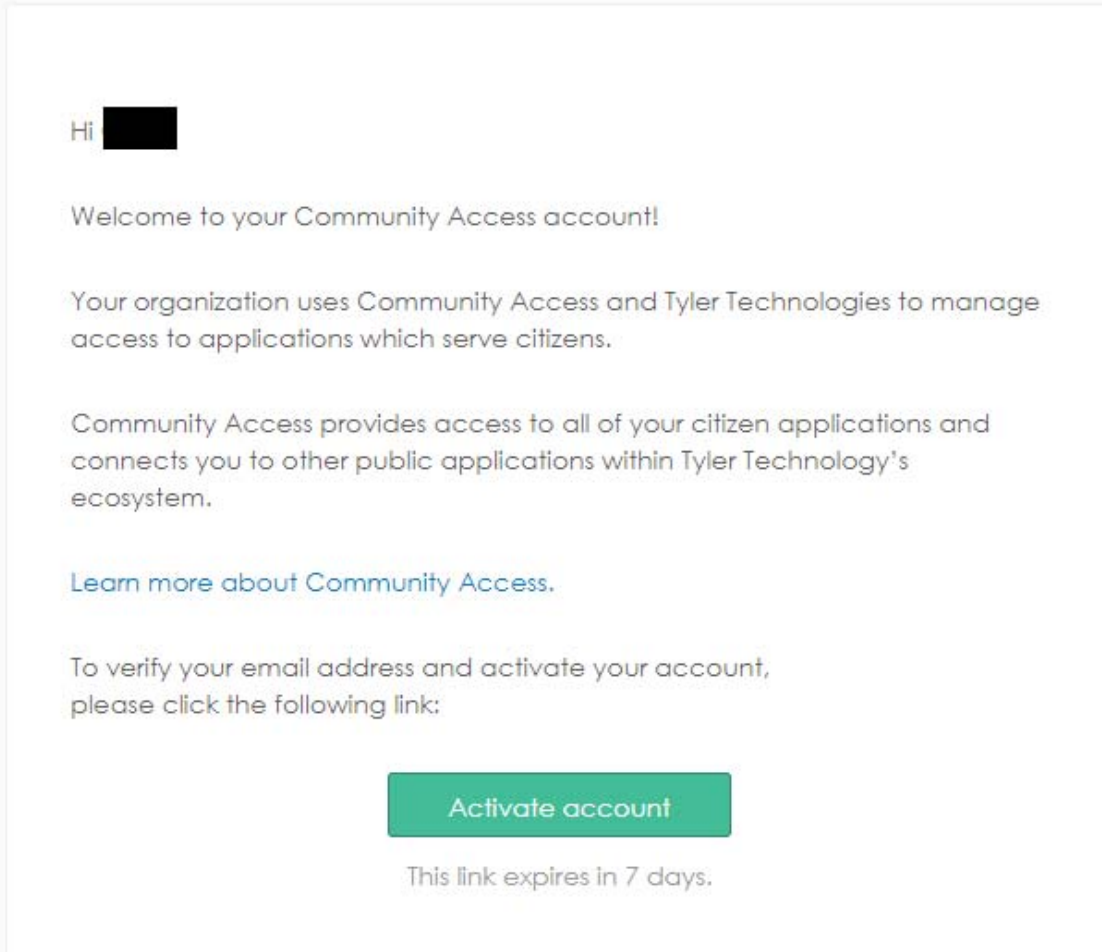 Hi
Welcome to your Community Access account!
Your organization uses Community Access and Tyler Technologies to manage
access to applications which serve citizens.
Community Access provides access to all of your citizen applications and
connects you to other public applications within Tyler Technology’s
ecosystem.
Learn more about Community Access.
To verify your email address and activate your account,
please click the following link:
Activate account
This link expires in 7 days.